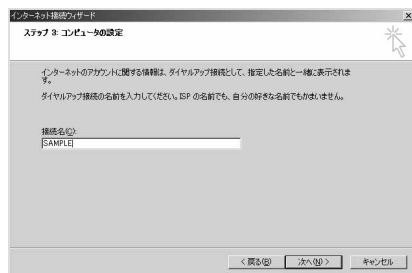 インターネット接続ウィザード
ステップ 3: コンピュータの設定
インターネットのアカウントに関する情報は、ダイヤルアップ接続として、指定した名前と一緒に表示されま
す。
ダイヤルアップ接続の名前を入力してください。ISP の名前でも、自分の好きな名前でもかまいません。
接続名(C):
SAMPLE
< 戻る(B)
次へ(N) >
キャンセル